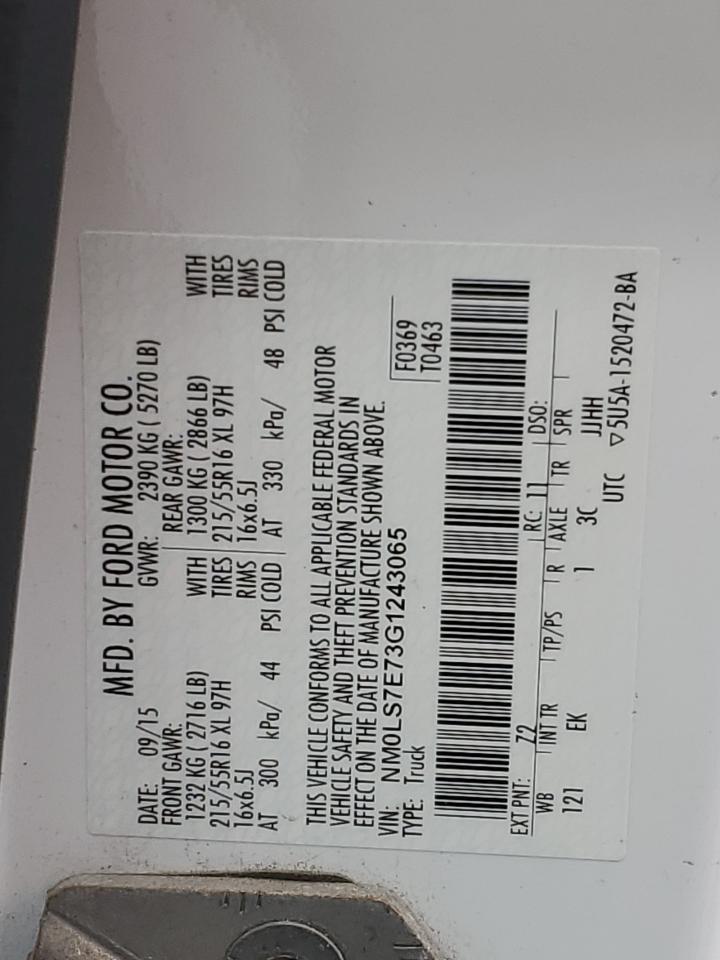 MFD. BY FORD MOTOR CO.
DATE: 09/15 GVWR: 2390 KG ( 5270 LB)
FRONT GAWR: REAR GAWR:
1232 KG ( 2716 LB) WITH 1300 KG ( 2866 LB) WITH
215/55R16 XL 97H TIRES 215/55R16 XL 97H TIRES
16x6.5J RIMS 16x6.5J RIMS
AT 300 kPa/ 44 PSI COLD AT 330 kPa/ 48 PSI COLD
THIS VEHICLE CONFORMS TO ALL APPLICABLE FEDERAL MOTOR
VEHICLE SAFETY AND THEFT PREVENTION STANDARDS IN
EFFECT ON THE DATE OF MANUFACTURE SHOWN ABOVE.
VIN: NM0LS7E73G1243065 F0369
TYPE: Truck T0463
EXT PNT: Z2 RC: 11 DSO:
WB INT TR TP/PS R AXLE TR SPR
121 EK 1 3C JJHH
UTC ▽5U5A-1520472-BA